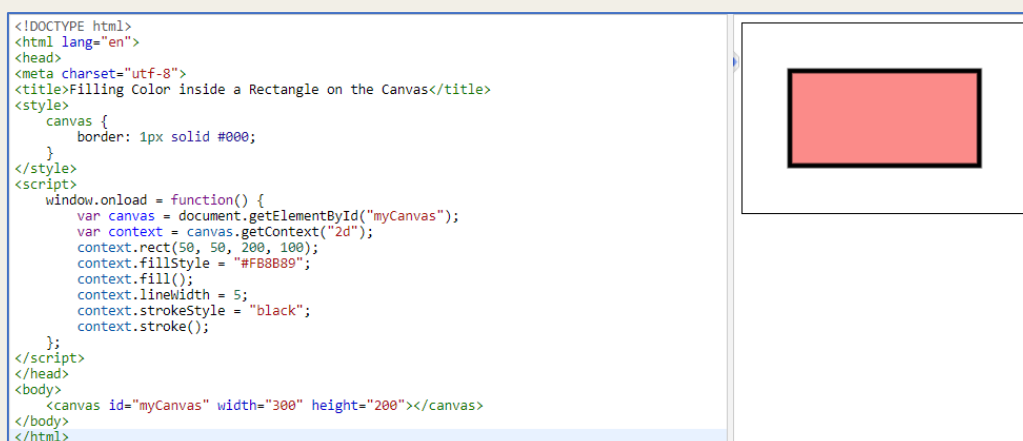 <!DOCTYPE html>
<html lang="en">
<head>
<meta charset="utf-8">
<title>Filling Color inside a Rectangle on the Canvas</title>
<style>
    canvas {
        border: 1px solid #000;
    }
</style>
<script>
    window.onload = function() {
        var canvas = document.getElementById("myCanvas");
        var context = canvas.getContext("2d");
        context.rect(50, 50, 200, 100);
        context.fillStyle = "#FB8B89";
        context.fill();
        context.lineWidth = 5;
        context.strokeStyle = "black";
        context.stroke();
    };
</script>
</head>
<body>
    <canvas id="myCanvas" width="300" height="200"></canvas>
</body>
</html>